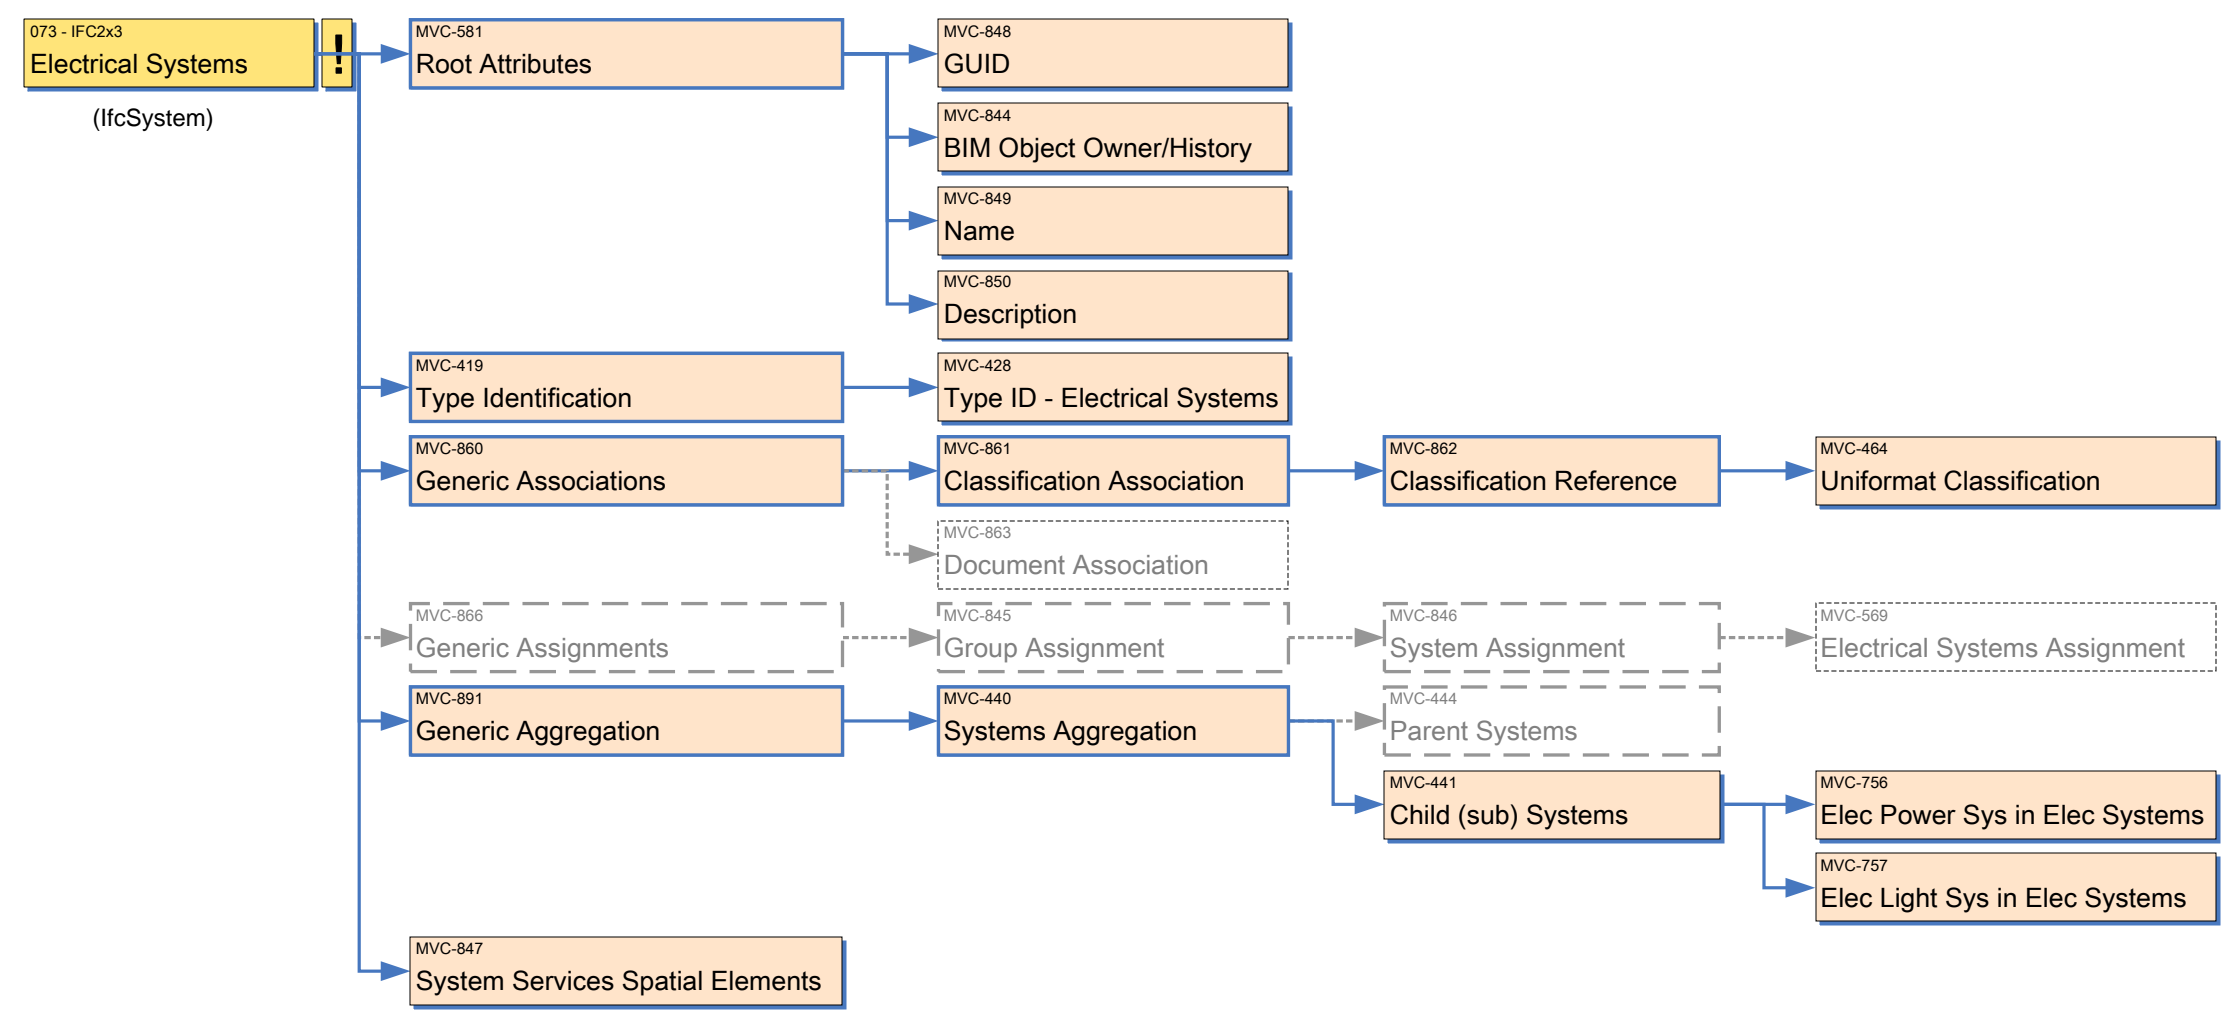 073 - IFC2x3
Electrical Systems
!
(IfcSystem)
MVC-581
Root Attributes
MVC-848
GUID
MVC-844
BIM Object Owner/History
MVC-849
Name
MVC-850
Description
MVC-419
Type Identification
MVC-428
Type ID - Electrical Systems
MVC-860
Generic Associations
MVC-861
Classification Association
MVC-862
Classification Reference
MVC-464
Uniformat Classification
MVC-863
Document Association
MVC-866
Generic Assignments
MVC-845
Group Assignment
MVC-846
System Assignment
MVC-569
Electrical Systems Assignment
MVC-891
Generic Aggregation
MVC-440
Systems Aggregation
MVC-444
Parent Systems
MVC-441
Child (sub) Systems
MVC-756
Elec Power Sys in Elec Systems
MVC-757
Elec Light Sys in Elec Systems
MVC-847
System Services Spatial Elements